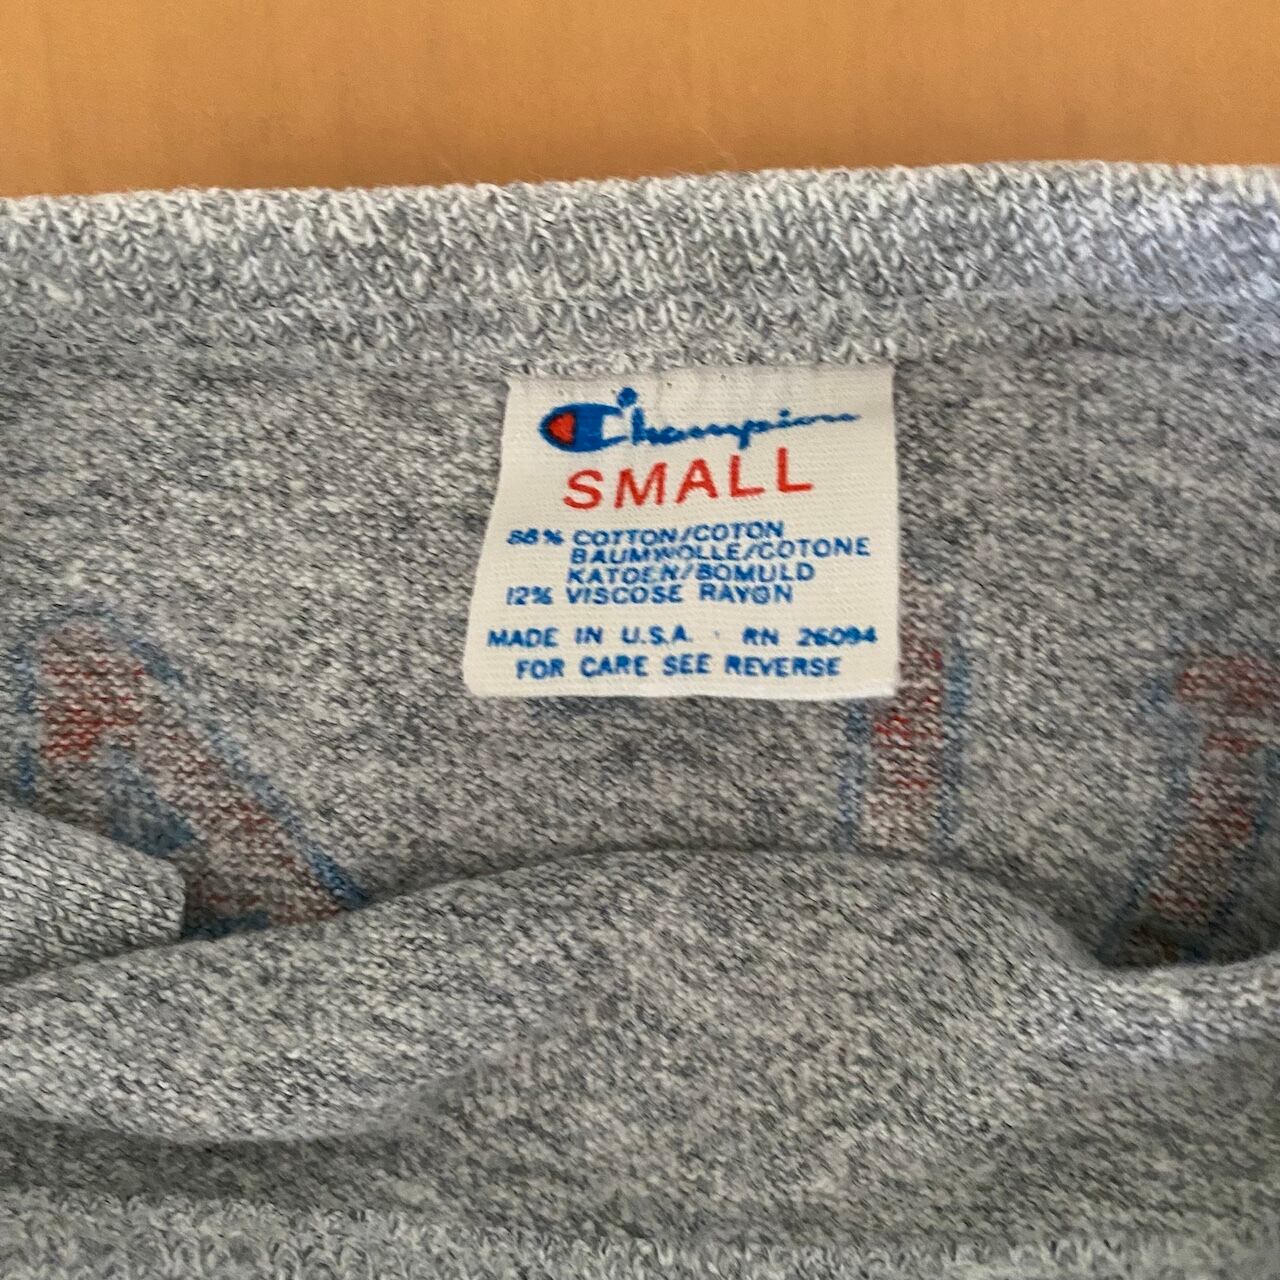 Champion
SMALL
88% COTTON/COTON
BAUMWOLLE/COTONE
KATOEN/BOMULD
12% VISCOSE RAYON
MADE IN U.S.A. · RN 26094
FOR CARE SEE REVERSE